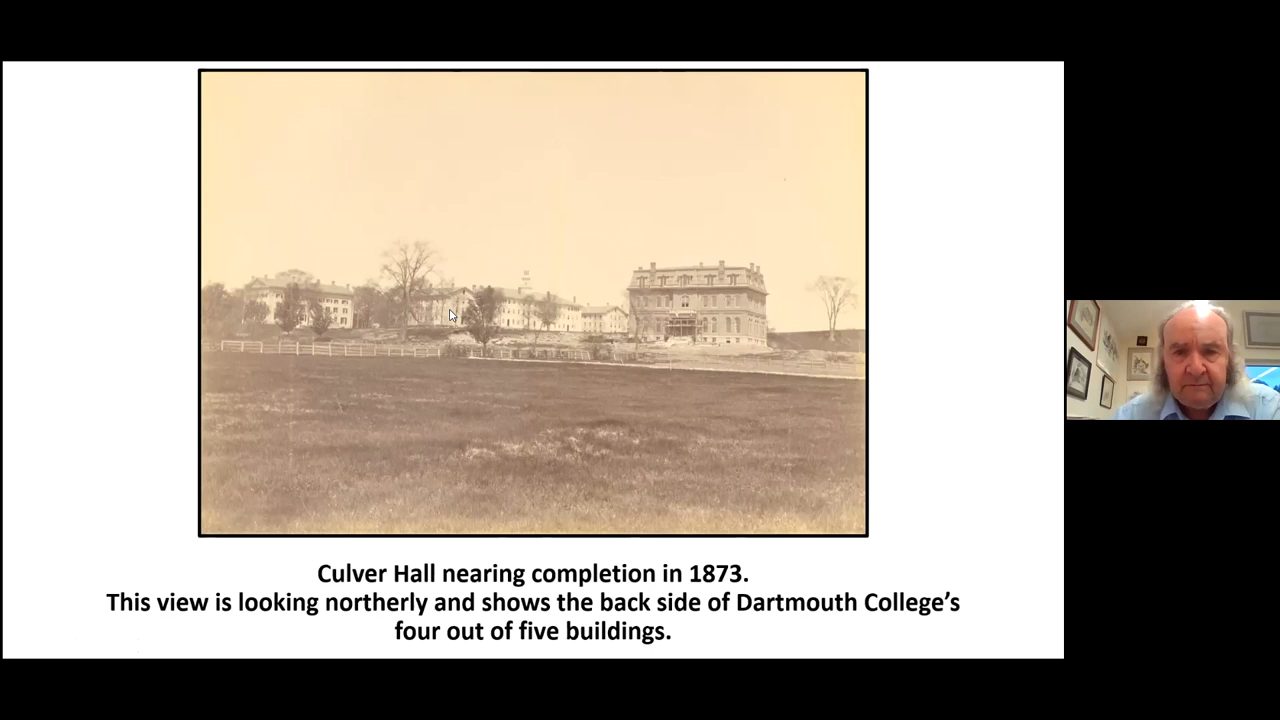 Culver Hall nearing completion in 1873.
This view is looking northerly and shows the back side of Dartmouth College’s
four out of five buildings.